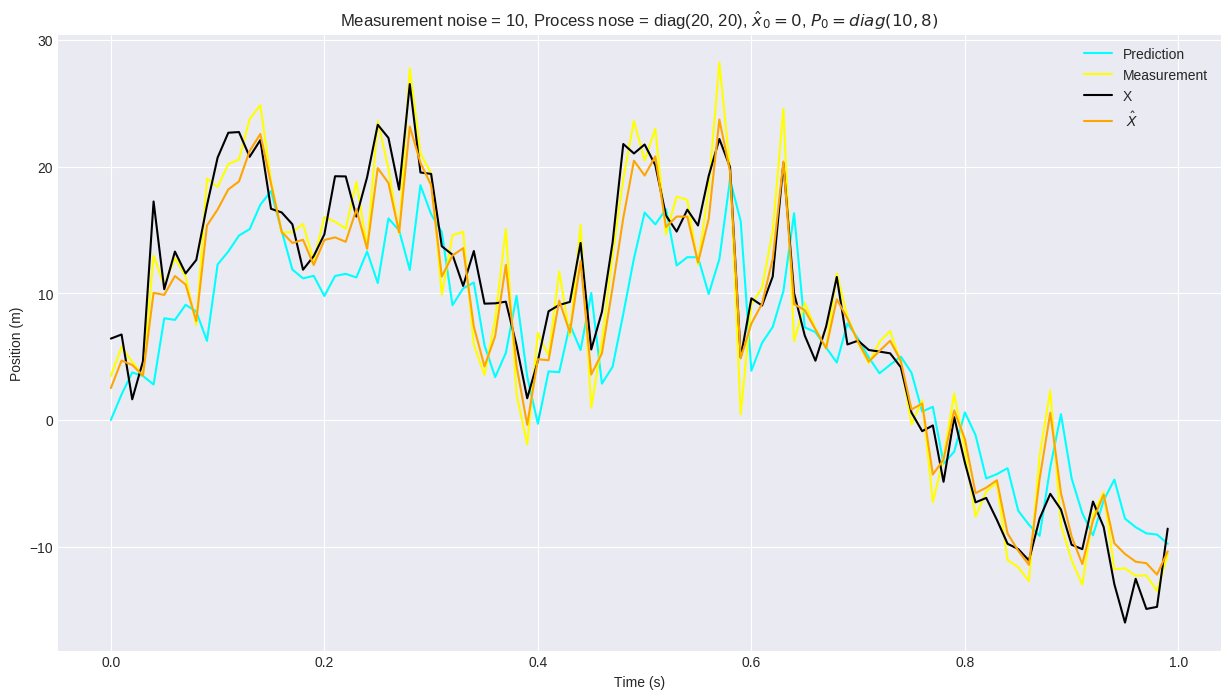 Measurement noise = 10, Process nose = diag(20, 20), x̂₀ = 0, P₀ = diag(10, 8)
30
Prediction
Measurement
X
X̂
20
10
0
−10
Position (m)
0.0 0.2 0.4 0.6 0.8 1.0
Time (s)